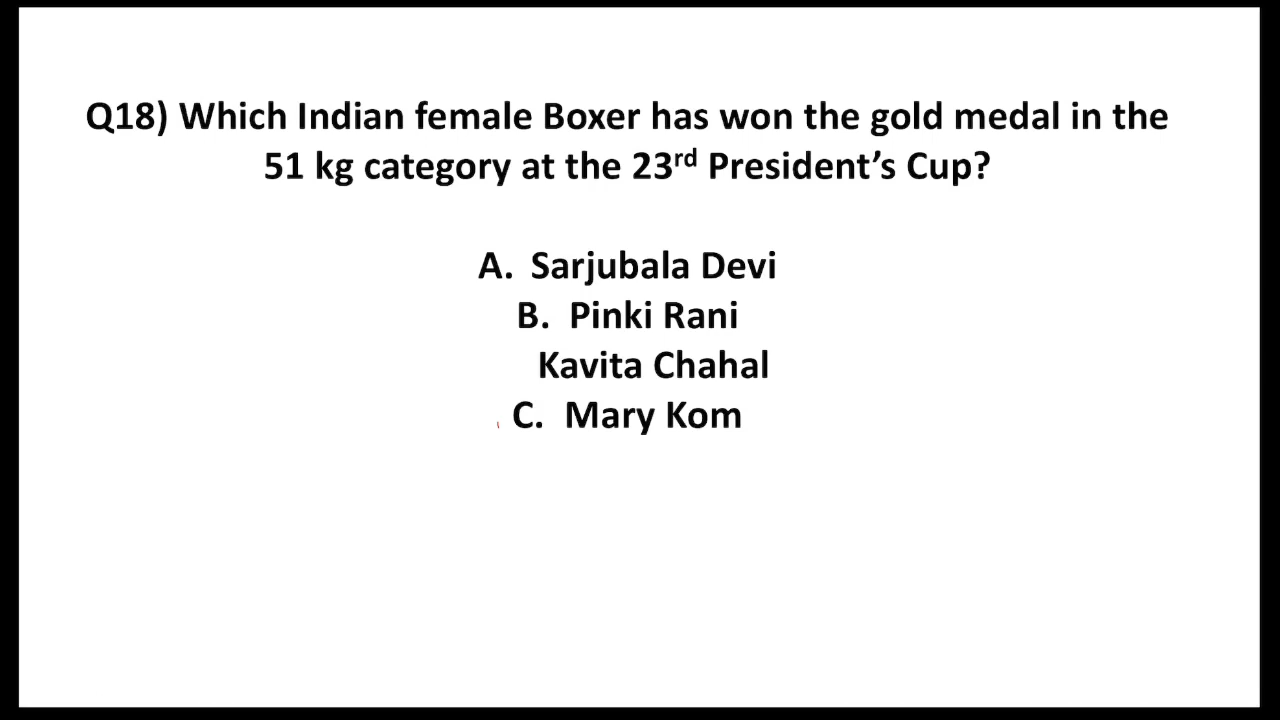 Q18) Which Indian female Boxer has won the gold medal in the
51 kg category at the 23rd President’s Cup?
A. Sarjubala Devi
B. Pinki Rani
Kavita Chahal
C. Mary Kom